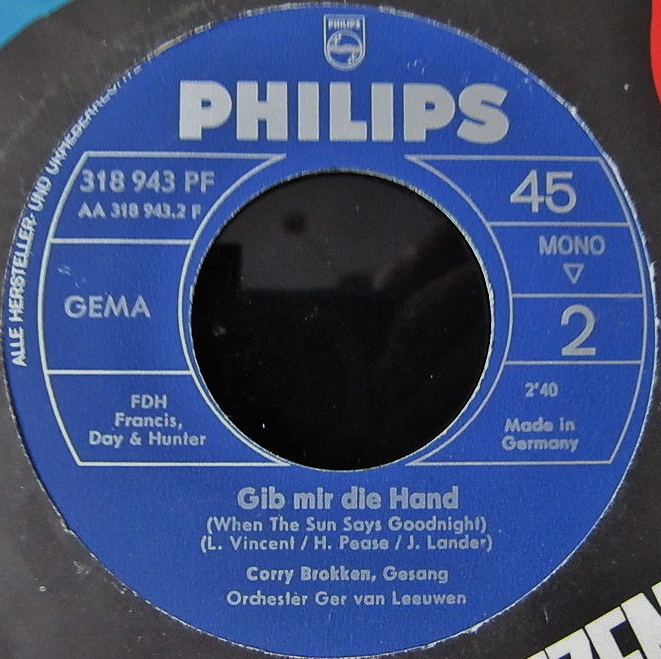 PHILIPS
PHILIPS
ALLE HERSTELLER- UND URHEBERRECHTE
318 943 PF
AA 318 943.2 F
GEMA
FDH
Francis,
Day & Hunter
45
MONO
2
2'40
Made in
Germany
Gib mir die Hand
(When The Sun Says Goodnight)
(L. Vincent / H. Pease / J. Lander)
Corry Brokken, Gesang
Orchester Ger van Leeuwen